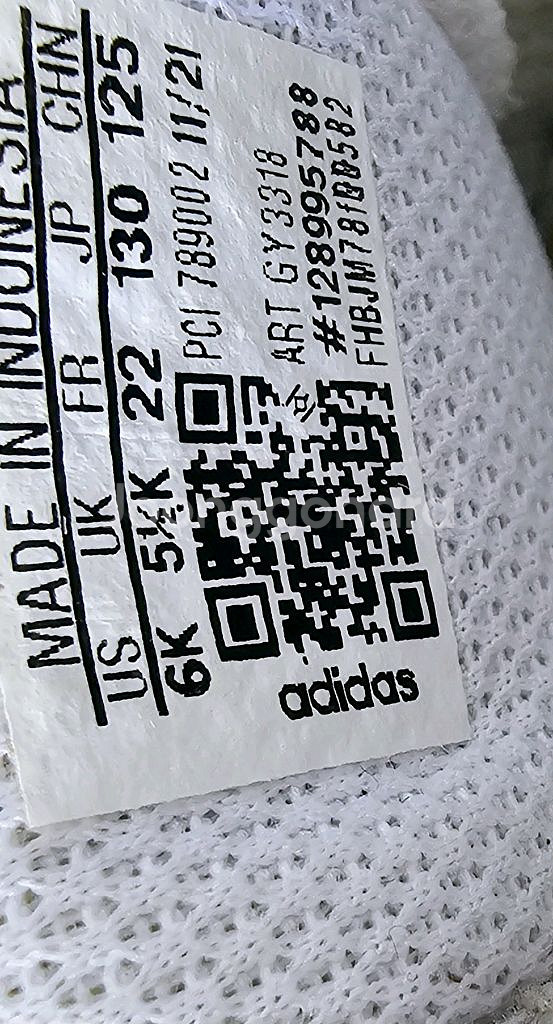 MADE IN INDONESIA
US UK FR JP CHN
6K 5½K 22 130 125
PCI 789002 11/21
ART GY3318
#128995788
FHBJM78f00582
adidas